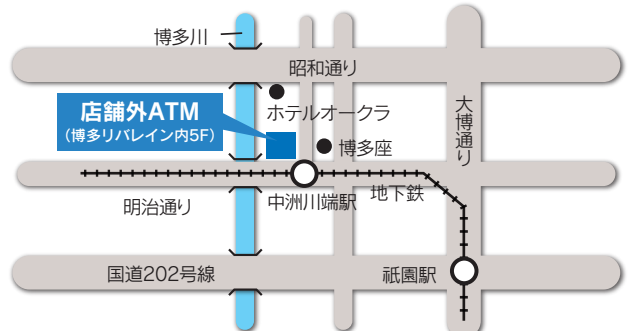 博多川
昭和通り
店舗外ATM
(博多リバレイン内5F)
ホテルオークラ
大博通り
博多座
明治通り
中洲川端駅
地下鉄
国道202号線
祇園駅